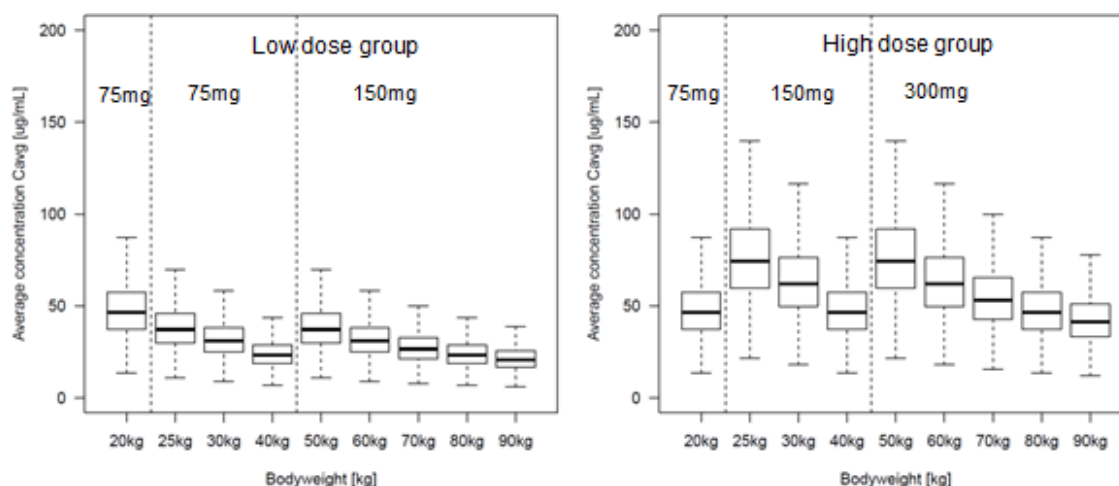 Low dose group
75mg 75mg 150mg
Average concentration Cavg [ug/mL]
200
150
100
50
0
20kg 25kg 30kg 40kg 50kg 60kg 70kg 80kg 90kg
Bodyweight [kg]
High dose group
75mg 150mg 300mg
Average concentration Cavg [ug/mL]
200
150
100
50
0
20kg 25kg 30kg 40kg 50kg 60kg 70kg 80kg 90kg
Bodyweight [kg]